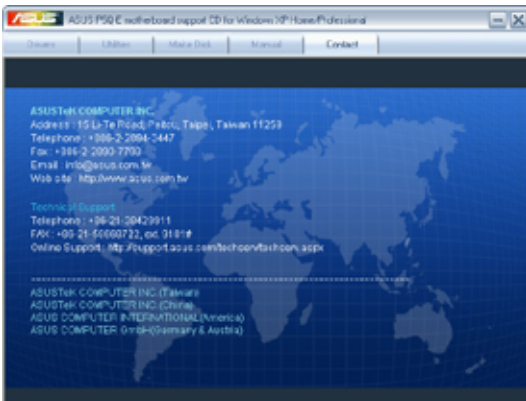 ASUS ASUS P5Q-E motherboard support CD for Windows XP Home/Professional
Drivers Utilities Make Disk Manual Contact
ASUSTeK COMPUTER INC.
Address : 15 Li-Te Road, Peitou, Taipei, Taiwan 11259
Telephone : +886-2-2894-3447
Fax : +886-2-2890-7798
Email : info@asus.com.tw
Web site : http://www.asus.com.tw
Technical Support
Telephone : +86-21-38429911
FAX : +86-21-58668722, ext. 9101#
Online Support : http://support.asus.com/techserv/techserv.aspx
ASUSTeK COMPUTER INC.(Taiwan)
ASUSTeK COMPUTER INC.(China)
ASUS COMPUTER INTERNATIONAL(America)
ASUS COMPUTER GmbH(Germany & Austria)